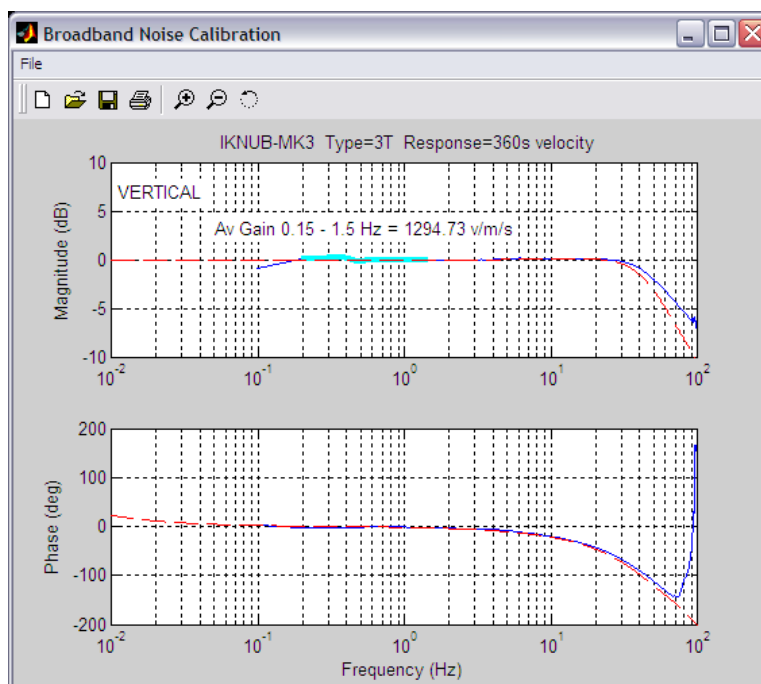 Broadband Noise Calibration
File
IKNUB-MK3 Type=3T Response=360s velocity
10
5
0
-5
-10
Magnitude (dB)
VERTICAL
Av Gain 0.15 - 1.5 Hz = 1294.73 v/m/s
10^-2 10^-1 10^0 10^1 10^2
200
100
0
-100
-200
Phase (deg)
10^-2 10^-1 10^0 10^1 10^2
Frequency (Hz)